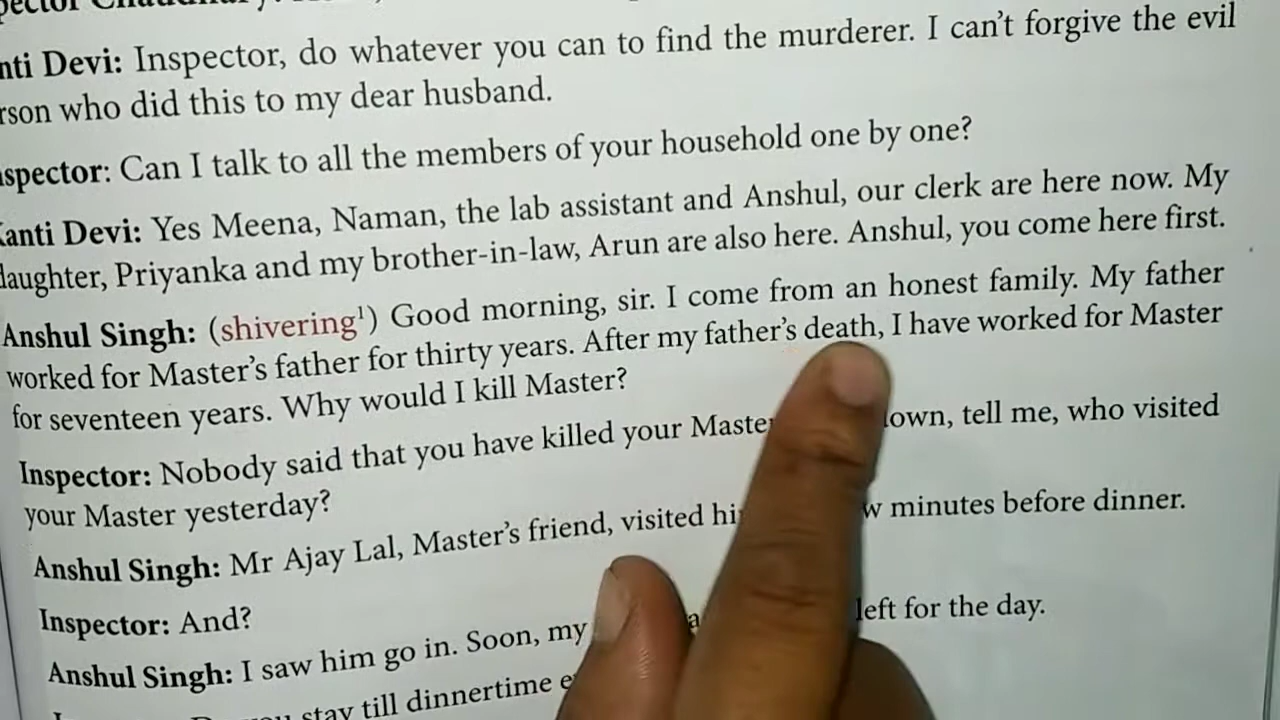 nti Devi: Inspector, do whatever you can to find the murderer. I can't forgive the evil
rson who did this to my dear husband.
spector: Can I talk to all the members of your household one by one?
anti Devi: Yes Meena, Naman, the lab assistant and Anshul, our clerk are here now. My
daughter, Priyanka and my brother-in-law, Arun are also here. Anshul, you come here first.
Anshul Singh: (shivering¹) Good morning, sir. I come from an honest family. My father
worked for Master's father for thirty years. After my father's death, I have worked for Master
for seventeen years. Why would I kill Master?
Inspector: Nobody said that you have killed your Master down, tell me, who visited
your Master yesterday?
Anshul Singh: Mr Ajay Lal, Master's friend, visited minutes before dinner.
Inspector: And?
Anshul Singh: I saw him go in. Soon, my left for the day.
stay till dinnertime